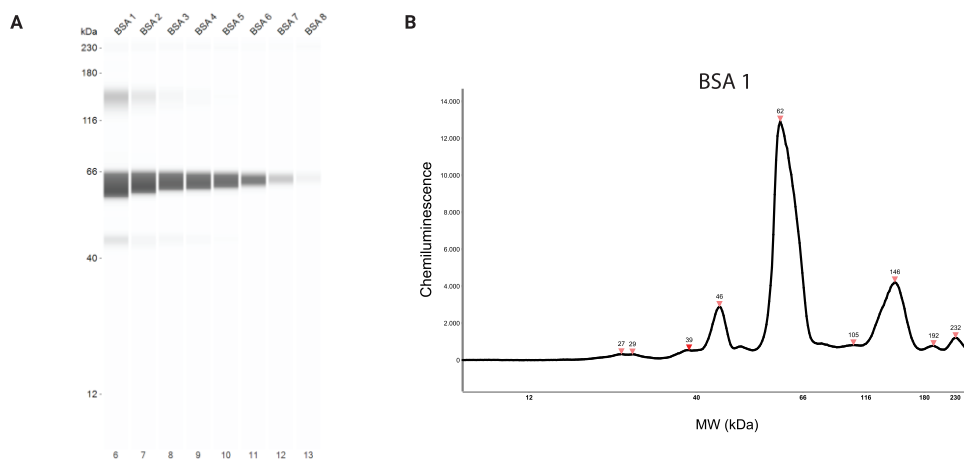 A
kDa
BSA 1
BSA 2
BSA 3
BSA 4
BSA 5
BSA 6
BSA 7
BSA 8
230
180
116
66
40
12
6 7 8 9 10 11 12 13
B
BSA 1
Chemiluminescence
14.000
12.000
10.000
8.000
6.000
4.000
2.000
0
27 29 39 46 62 105 146 192 232
12 40 66 116 180 230
MW (kDa)